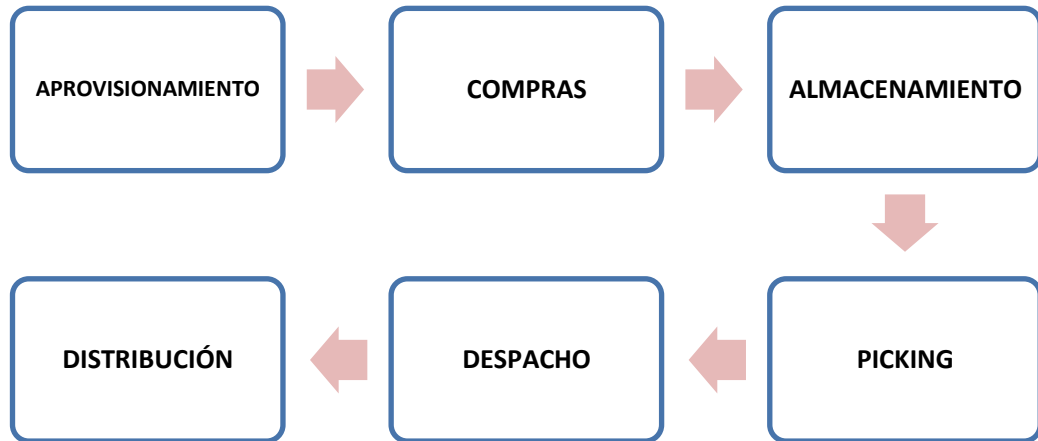 APROVISIONAMIENTO
COMPRAS
ALMACENAMIENTO
PICKING
DESPACHO
DISTRIBUCIÓN